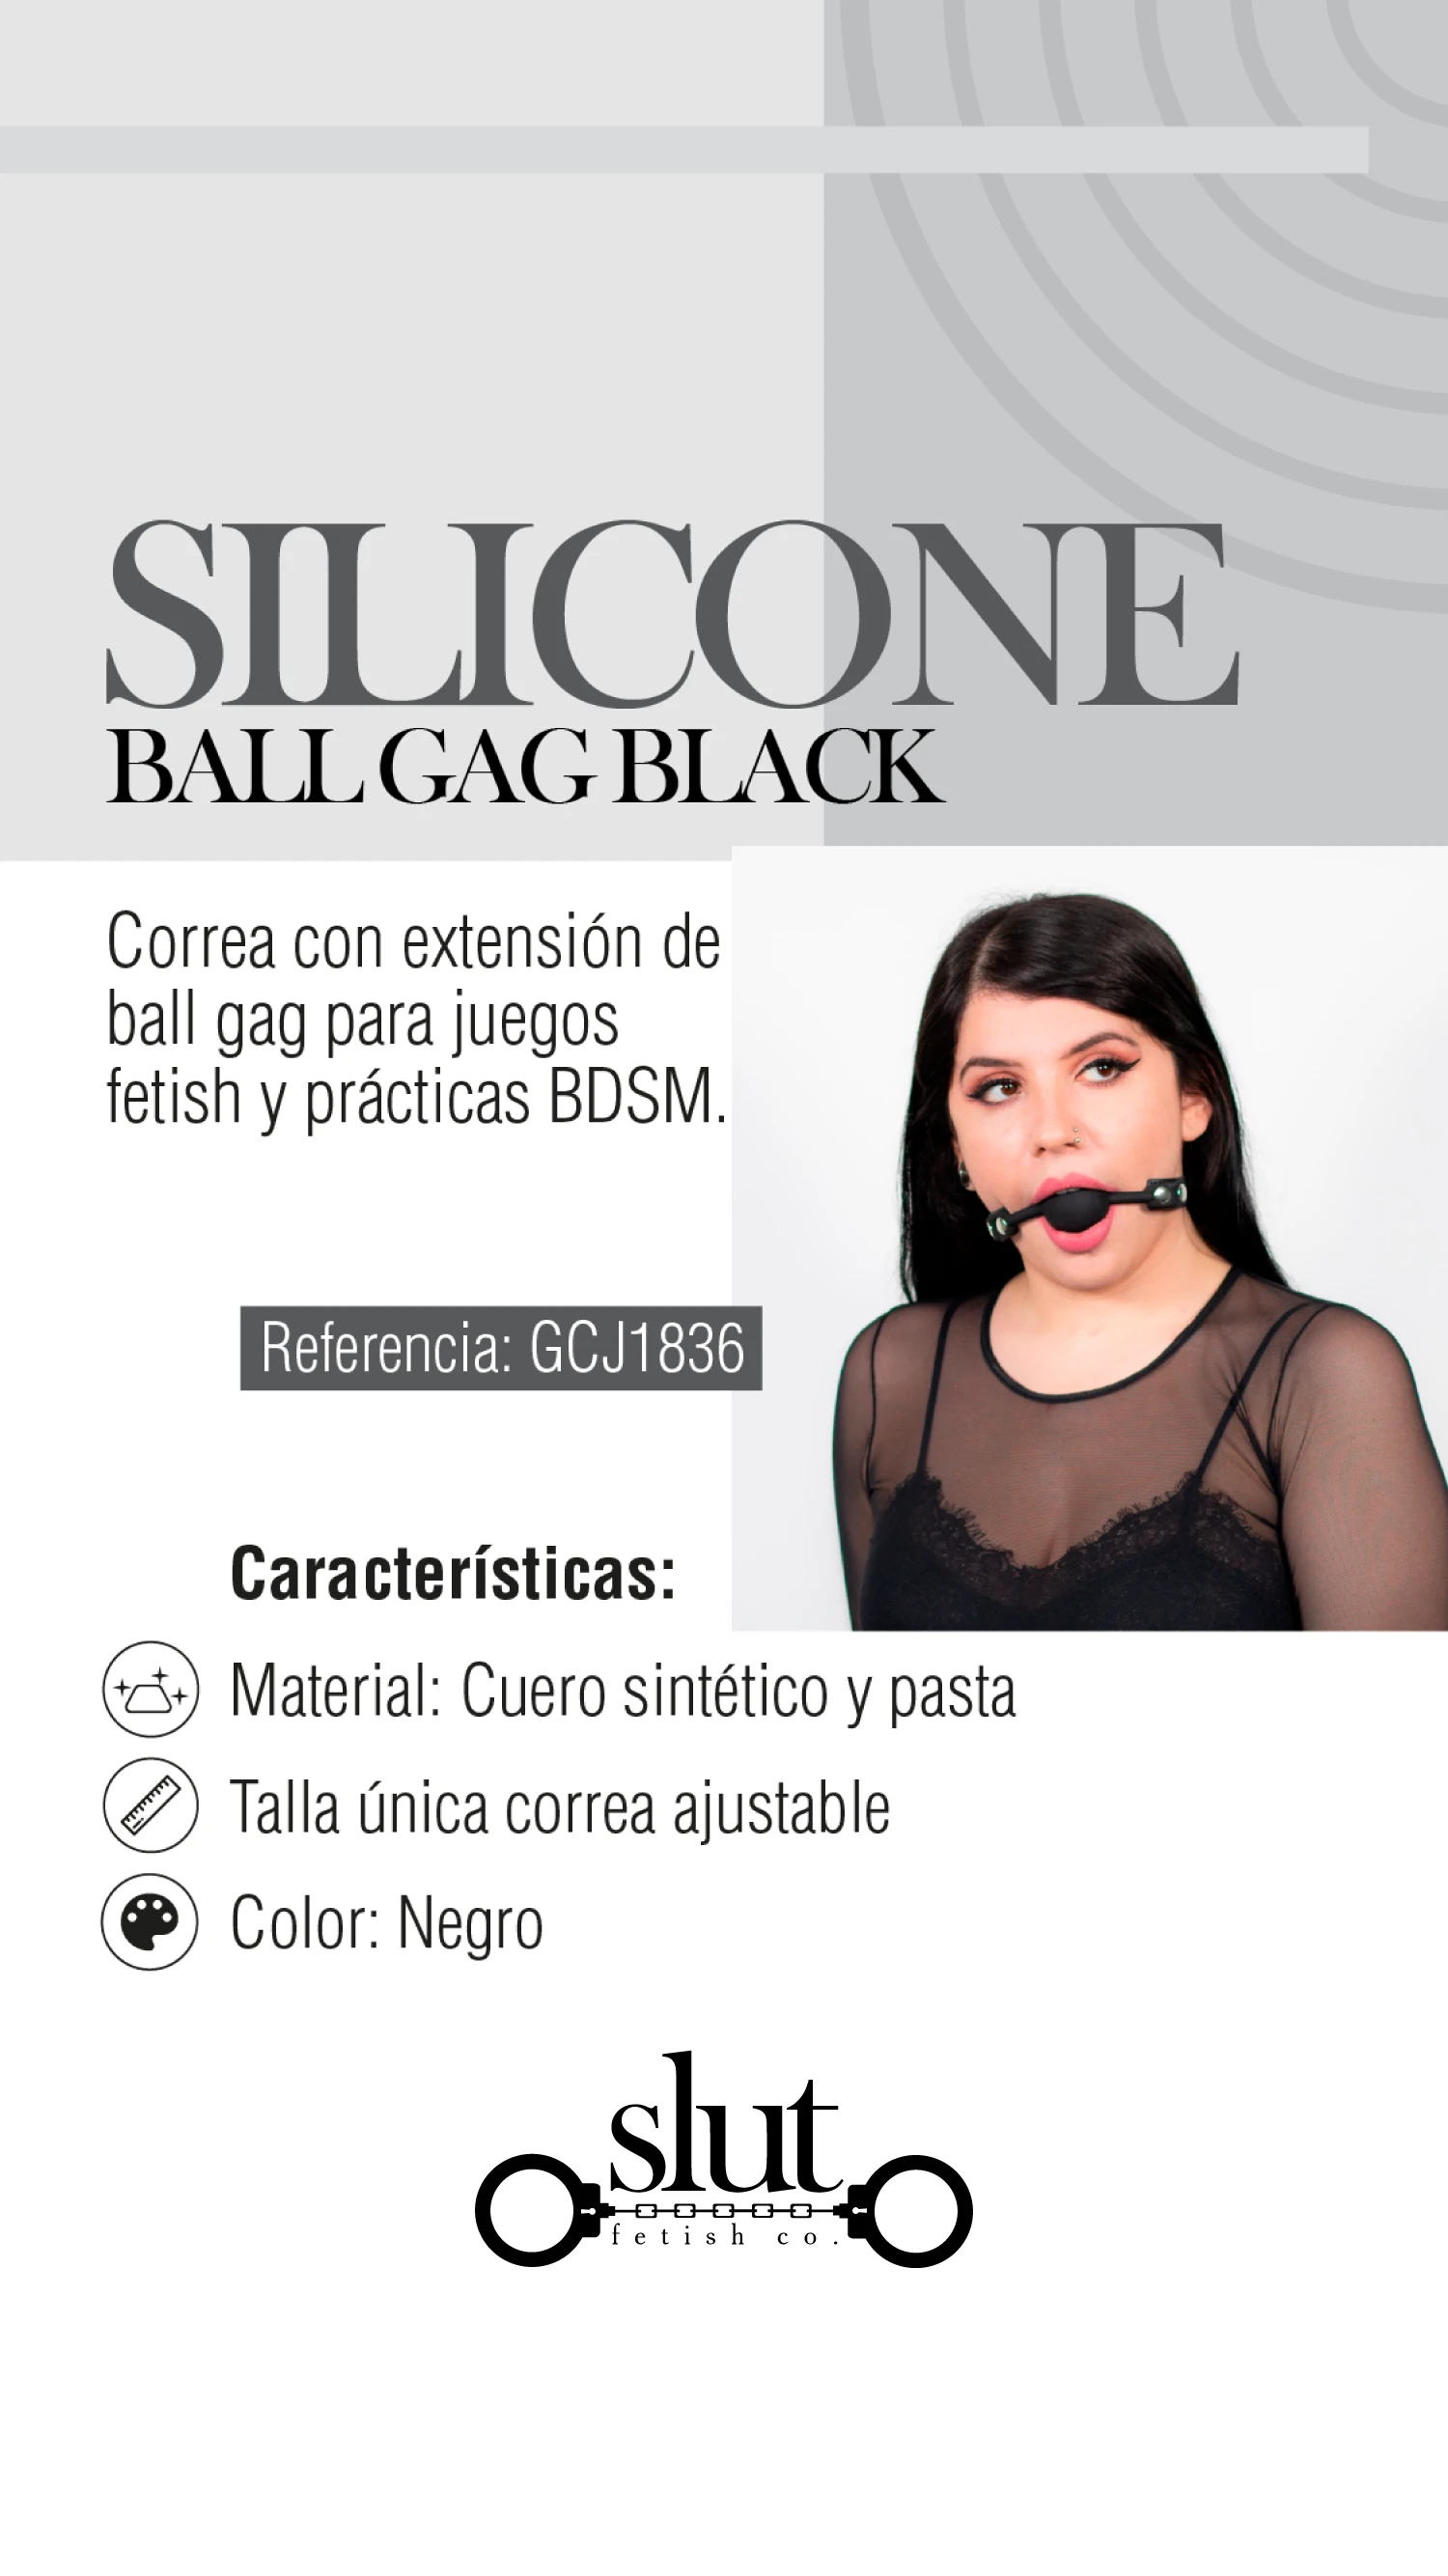 SILICONE
BALL GAG BLACK
Correa con extensión de
ball gag para juegos
fetish y prácticas BDSM.
Referencia: GCJ1836
Características:
Material: Cuero sintético y pasta
Talla única correa ajustable
Color: Negro
slut
fetish co.